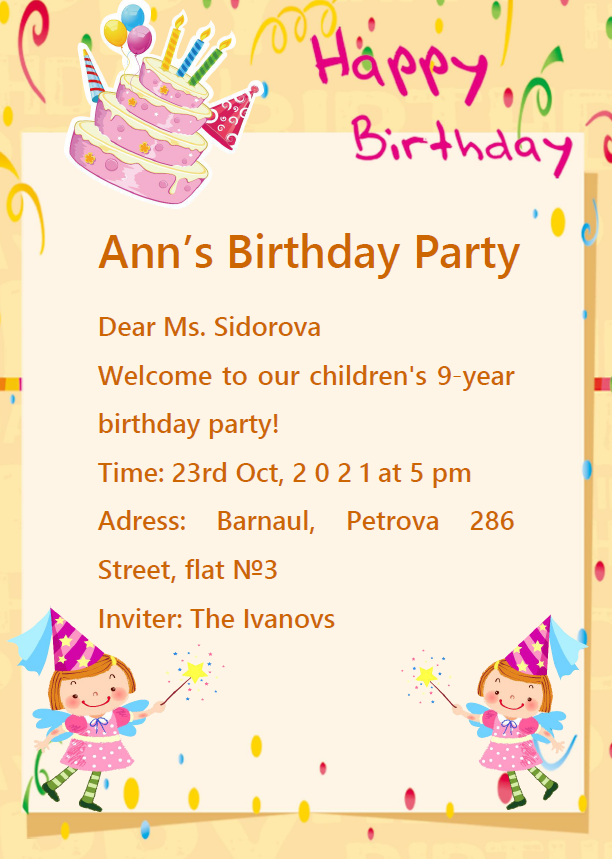 Happy
Birthday
Ann’s Birthday Party
Dear Ms. Sidorova
Welcome to our children's 9-year
birthday party!
Time: 23rd Oct, 2 0 2 1 at 5 pm
Adress: Barnaul, Petrova 286
Street, flat №3
Inviter: The Ivanovs